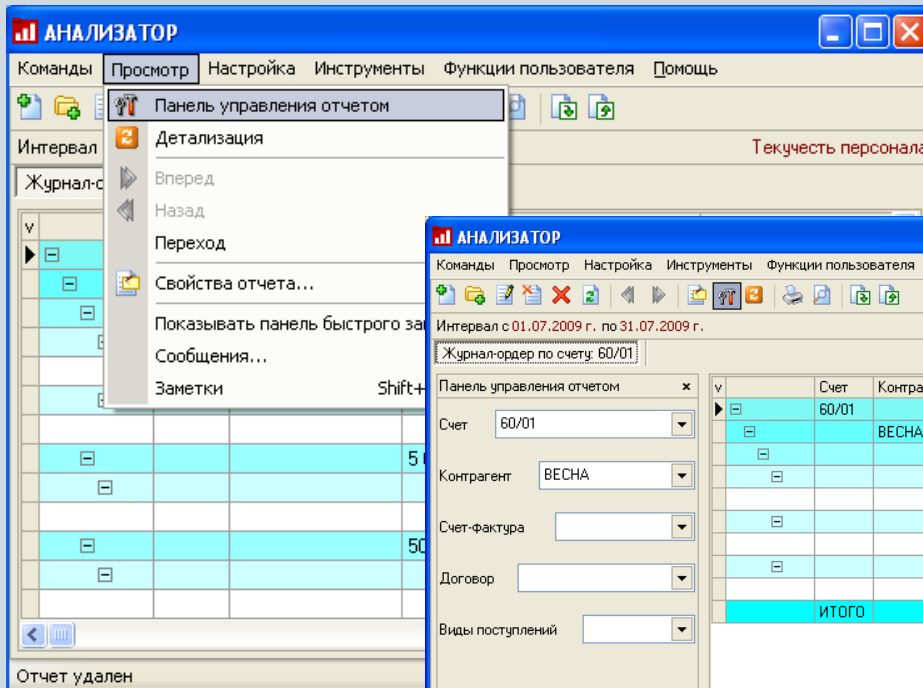 АНАЛИЗАТОР
Команды Просмотр Настройка Инструменты Функции пользователя Помощь
Панель управления отчетом
Интервал
Детализация
Текучесть персонала
Вперед
Назад
Переход
Свойства отчета...
Показывать панель быстрого
Сообщения...
Заметки Shift+
v
5
50
Отчет удален
АНАЛИЗАТОР
Команды Просмотр Настройка Инструменты Функции пользователя
Интервал с 01.07.2009 г. по 31.07.2009 г.
Журнал-ордер по счету: 60/01
Панель управления отчетом x
Счет 60/01
Контрагент ВЕСНА
Счет-фактура
Договор
Виды поступлений
v Счет Контра
60/01
ВЕСНА
ИТОГО